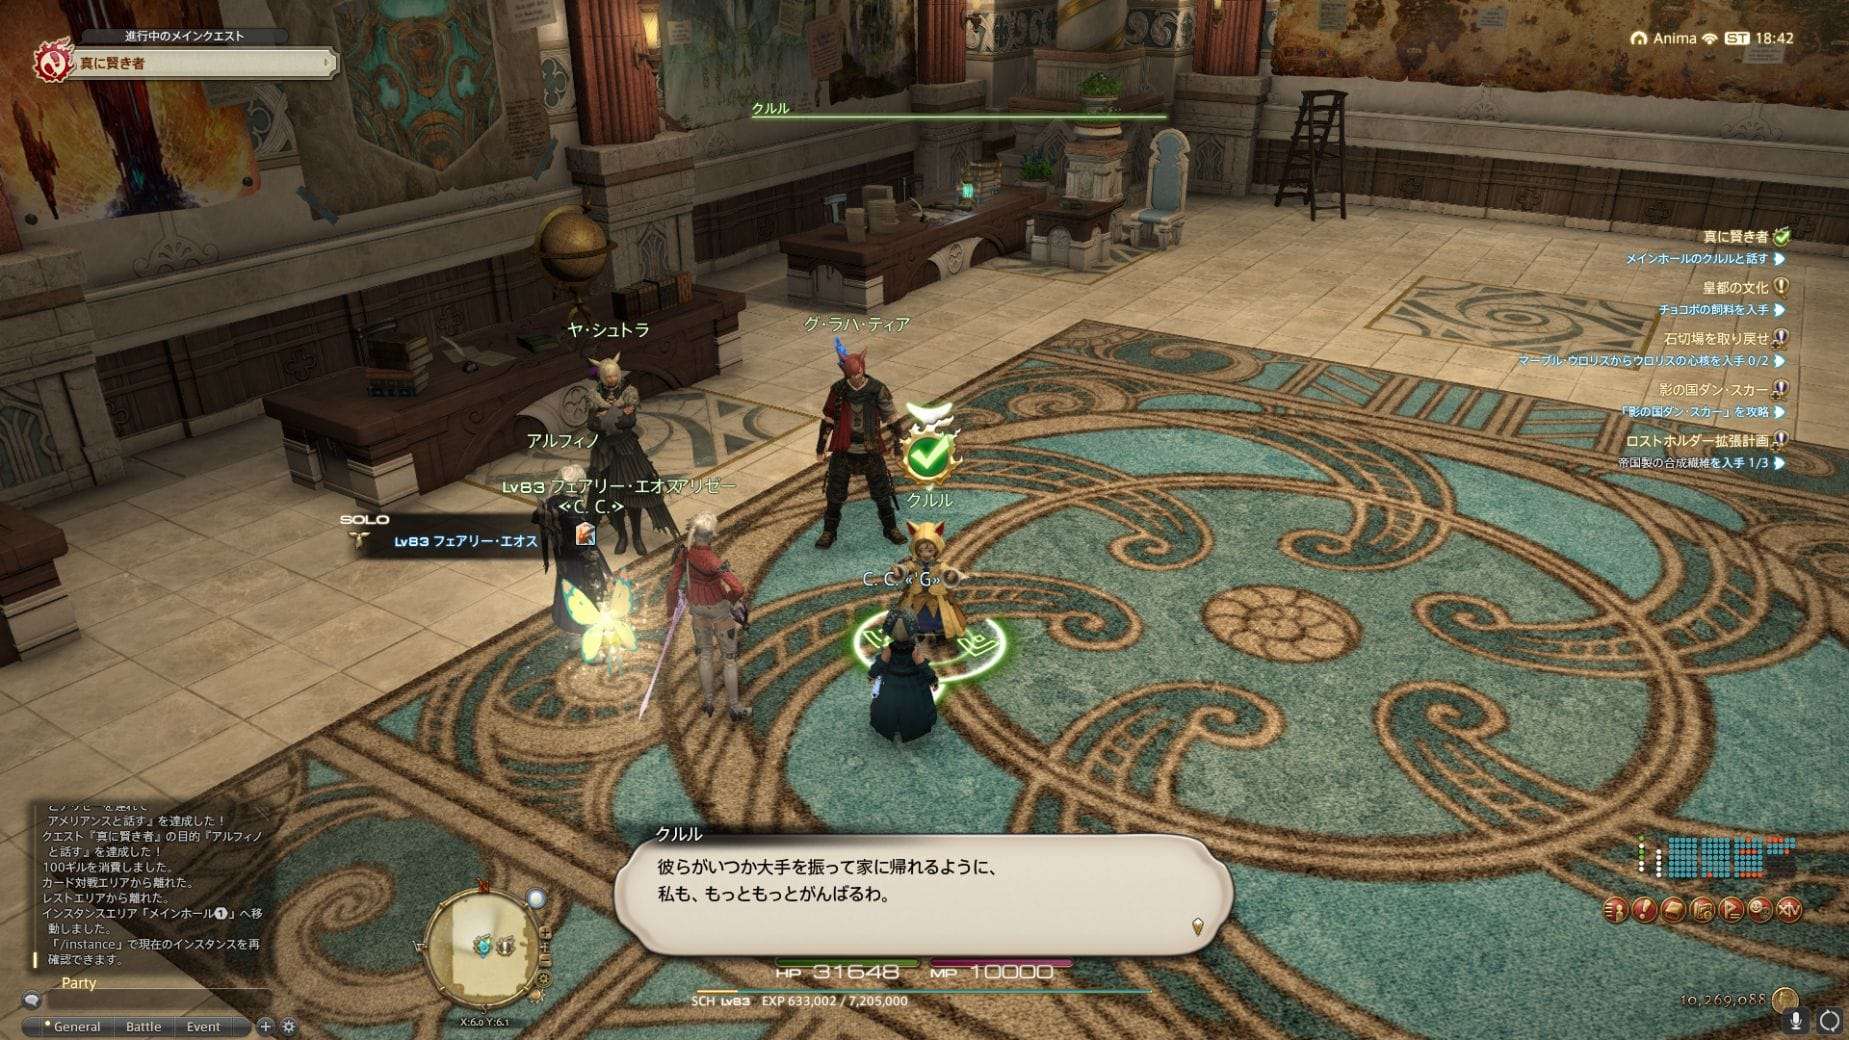 進行中のメインクエスト
真に賢き者
Anima ST 18:42
クルル
真に賢き者
メインホールのクルルと話す
皇都の文化
チョコボの飼料を入手
石切場を取り戻せ
マーブル・ウロリスからウロリスの心核を入手 0/2
影の国ダン・スカー
「影の国ダン・スカー」を攻略
ロストホルダー拡張計画
帝国製の合成繊維を入手 1/3
ヤ・シュトラ
グ・ラハ・ティア
アルフィノ
Lv83 フェアリー・エオス
アリゼー
«C. C.»
クルル
SOLO
Lv83 フェアリー・エオス
C. C. «'G»
アメリアンスと話す』を達成した！
クエスト『真に賢き者』の目的『アルフィノ
と話す』を達成した！
100ギルを消費しました。
カード対戦エリアから離れた。
レストエリアから離れた。
インスタンスエリア「メインホール1」へ移
動しました。
「/instance」で現在のインスタンスを再
確認できます。
Party
General Battle Event
X:6.0 Y:6.1
クルル
彼らがいつか大手を振って家に帰れるように、
私も、もっともっとがんばるわ。
HP 31648 MP 10000
SCH Lv83 EXP 633,002 / 7,205,000
10,269,088